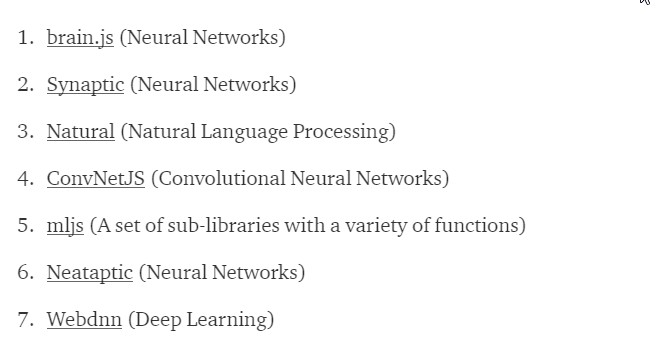 1. brain.js (Neural Networks)
2. Synaptic (Neural Networks)
3. Natural (Natural Language Processing)
4. ConvNetJS (Convolutional Neural Networks)
5. mljs (A set of sub-libraries with a variety of functions)
6. Neataptic (Neural Networks)
7. Webdnn (Deep Learning)